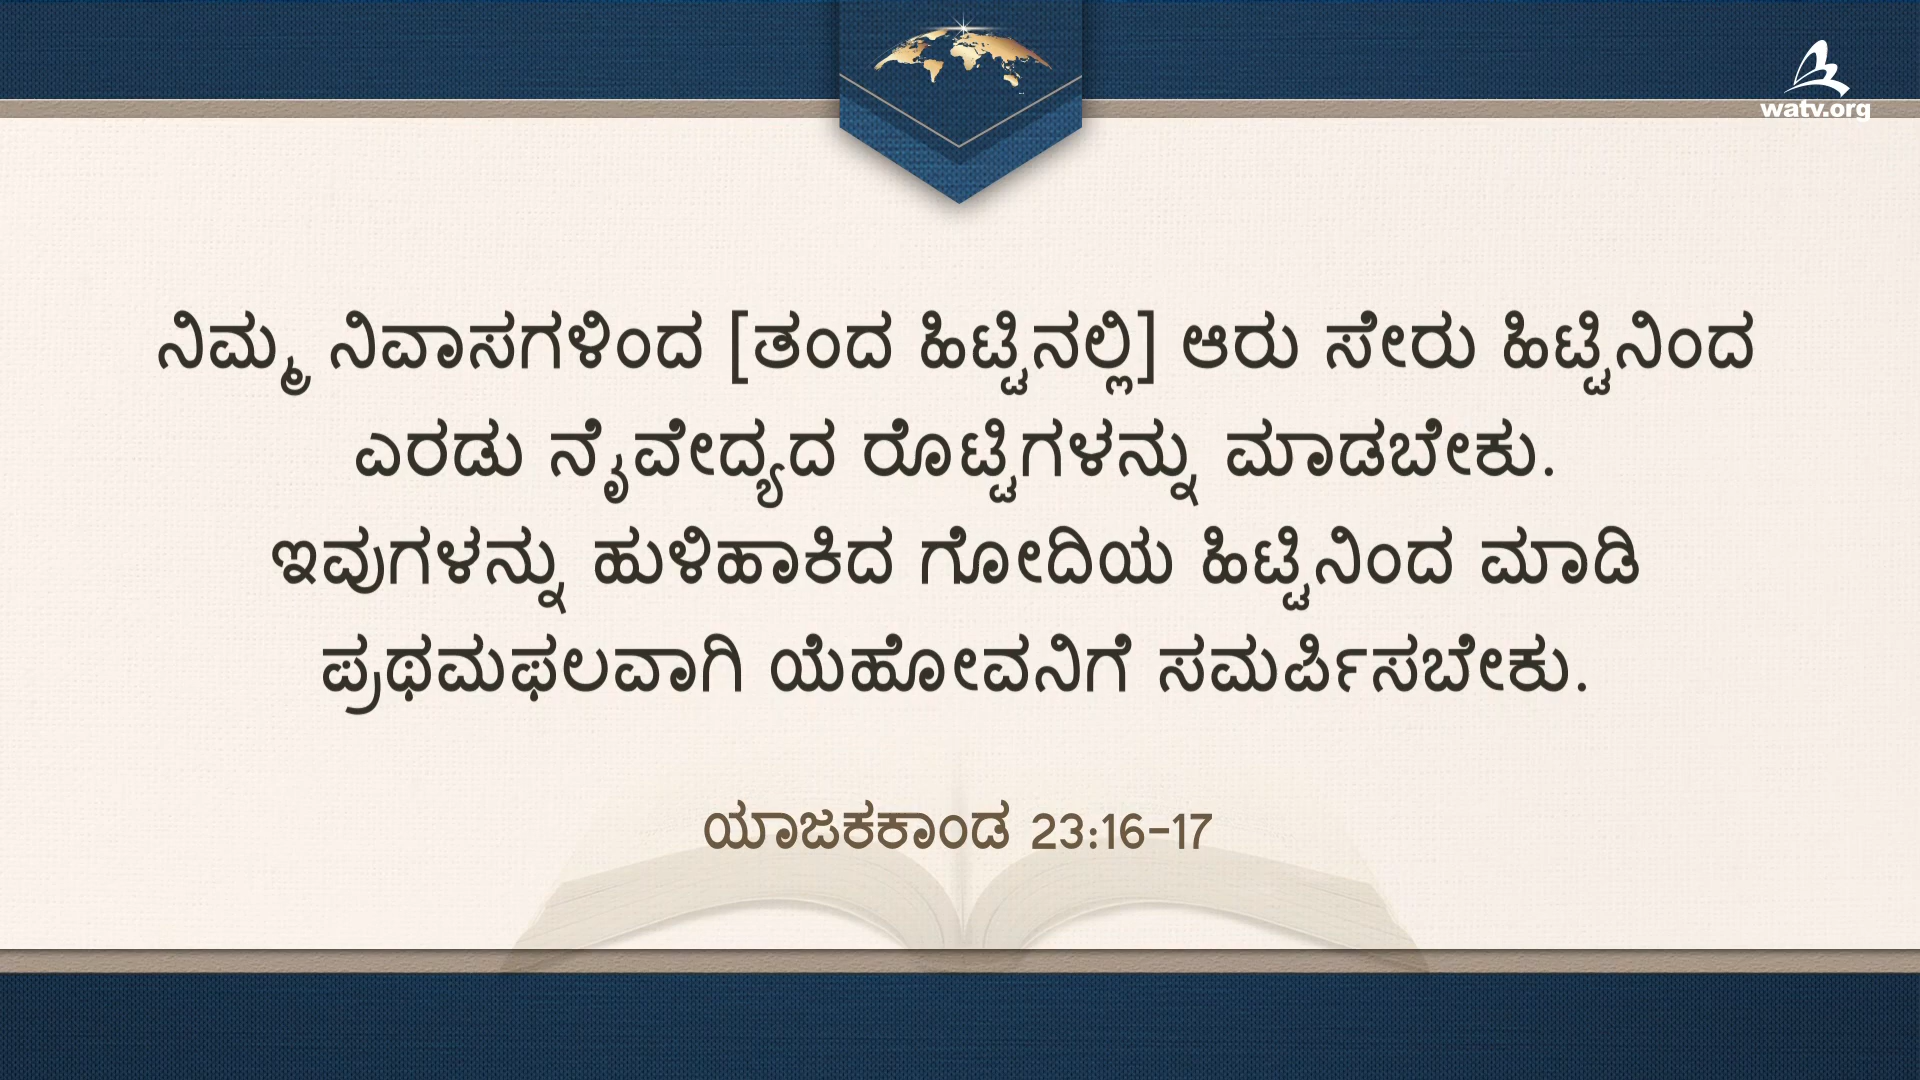 watv.org
ನಿಮ್ಮ ನಿವಾಸಗಳಿಂದ [ತಂದ ಹಿಟ್ಟಿನಲ್ಲಿ] ಆರು ಸೇರು ಹಿಟ್ಟಿನಿಂದ
ಎರಡು ನೈವೇದ್ಯದ ರೊಟ್ಟಿಗಳನ್ನು ಮಾಡಬೇಕು.
ಇವುಗಳನ್ನು ಹುಳಿಹಾಕಿದ ಗೋದಿಯ ಹಿಟ್ಟಿನಿಂದ ಮಾಡಿ
ಪ್ರಥಮಫಲವಾಗಿ ಯೆಹೋವನಿಗೆ ಸಮರ್ಪಿಸಬೇಕು.
ಯಾಜಕಕಾಂಡ 23:16-17